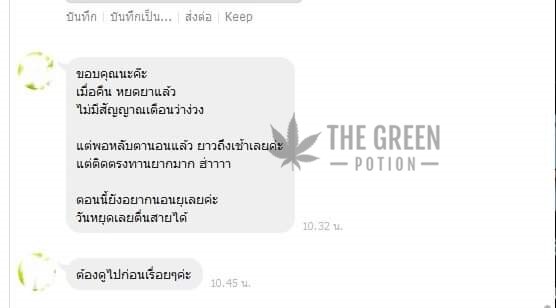 บันทึก | บันทึกเป็น... | ส่งต่อ | Keep
ขอบคุณนะค๊ะ
เมื่อคืน หยดยาแล้ว
ไม่มีสัญญาณเตือนว่าง่วง
แต่พอหลับตานอนแล้ว ยาวถึงเช้าเลยค่ะ
แต่ติดตรงทานยากมาก ฮ่าาาา
THE GREEN
POTION
ตอนนี้ยังอยากนอนยุเลยค่ะ
วันหยุดเลยตื่นสายได้
10.32 น.
ต้องดูไปก่อนเรื่อยๆค่ะ
10.45 น.